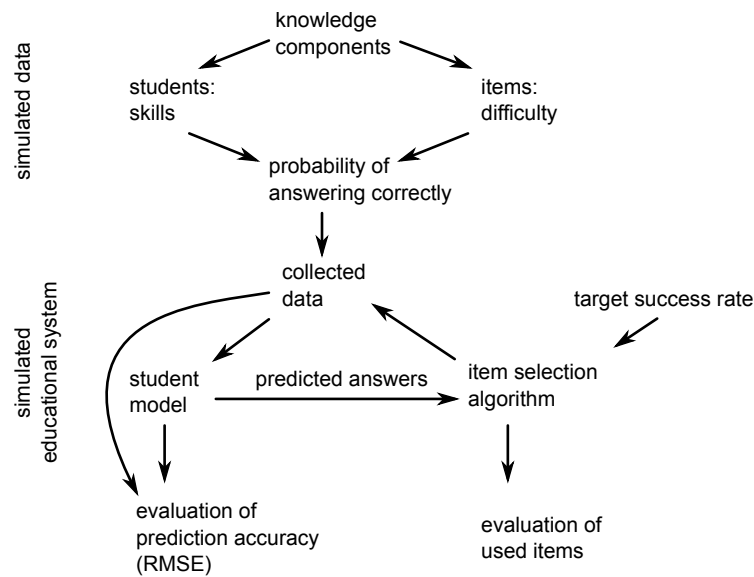 knowledge
components
students:
skills
items:
difficulty
simulated data
probability of
answering correctly
collected
data
target success rate
simulated
educational system
student
model
predicted answers
item selection
algorithm
evaluation of
prediction accuracy
(RMSE)
evaluation of
used items